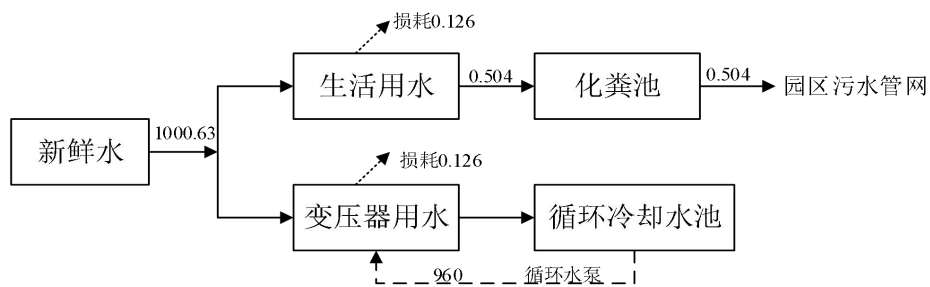 损耗0.126
生活用水
0.504
化粪池
0.504
园区污水管网
新鲜水
1000.63
损耗0.126
变压器用水
循环冷却水池
960
循环水泵